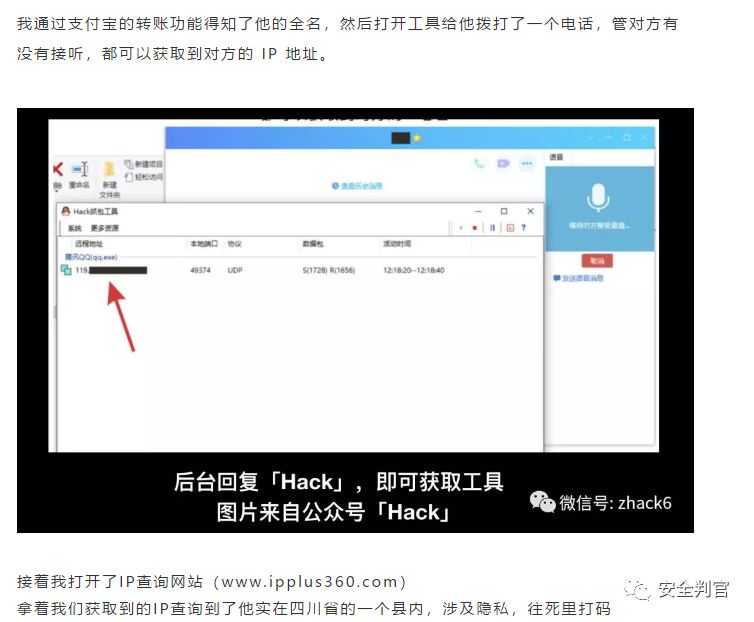 我通过支付宝的转账功能得知了他的全名，然后打开工具给他拨打了一个电话，管对方有
没有接听，都可以获取到对方的 IP 地址。
语音
查看历史消息
重命名
新建
文件夹
新建项目
轻松访问
等待对方接受邀请...
取消
发送语音消息
Hack抓包工具
系统 更多资源
远程地址 本地端口 协议 数据包 活动时间
腾讯QQ(qq.exe)
119. 49374 UDP S(1728) R(1656) 12:18:20--12:18:40
后台回复「Hack」，即可获取工具
图片来自公众号「Hack」
微信号: zhack6
接着我打开了IP查询网站（www.ipplus360.com）
拿着我们获取到的IP查询到了他实在四川省的一个县内，涉及隐私，往死里打码
安全判官